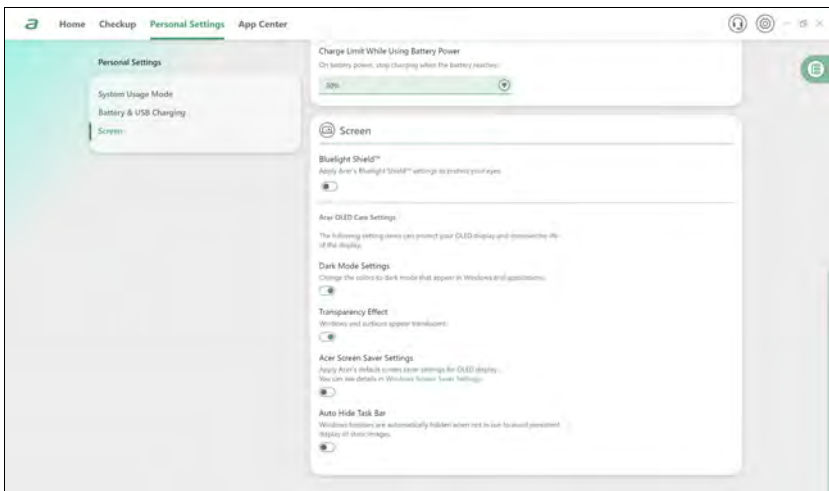 a
Home Checkup Personal Settings App Center
Personal Settings
System Usage Mode
Battery & USB Charging
Screen
Charge Limit While Using Battery Power
On battery power, stop charging when the battery reaches:
Screen
Bluelight Shield™
Apply Acer's Bluelight Shield™ settings to protect your eyes.
Acer OLED Care Settings
The following setting items can protect your OLED display and
of the display.
Dark Mode Settings
Change the colors to dark mode that appear in Windows and applications.
Transparency Effect
Windows and surfaces appear translucent.
Acer Screen Saver Settings
Apply Acer's default screen saver settings for OLED display.
You can see details in Windows Screen Saver Settings.
Auto Hide Task Bar
Windows are automatically hidden when not in use to avoid persistent
display of static images.